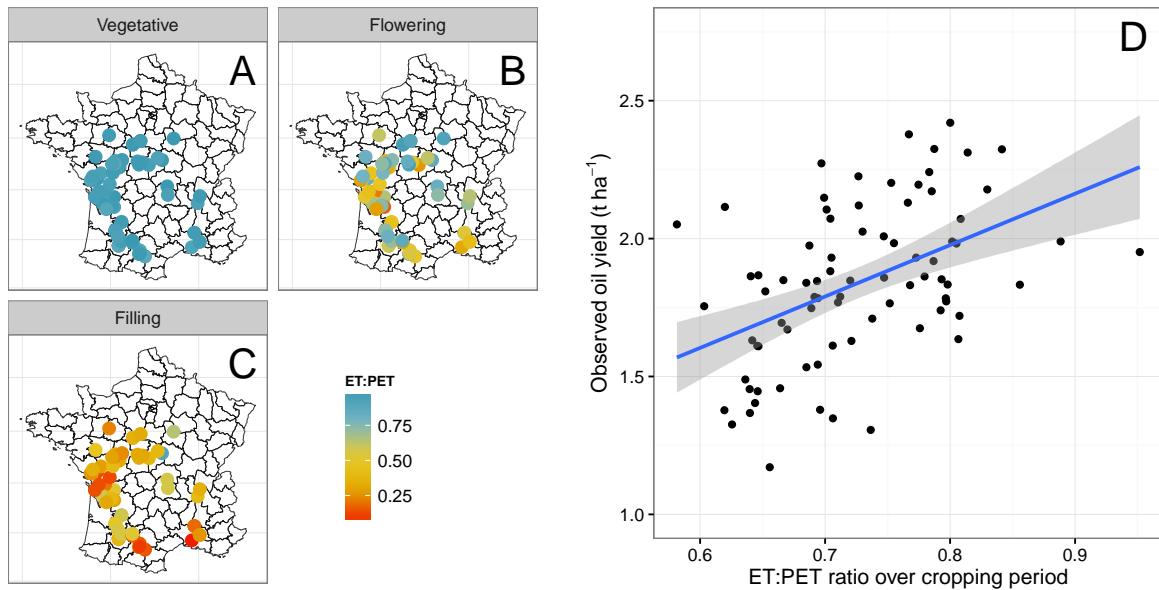 Vegetative
A
Flowering
B
Filling
C
ET:PET
0.75
0.50
0.25
D
Observed oil yield (t ha⁻¹)
2.5
2.0
1.5
1.0
0.6 0.7 0.8 0.9
ET:PET ratio over cropping period